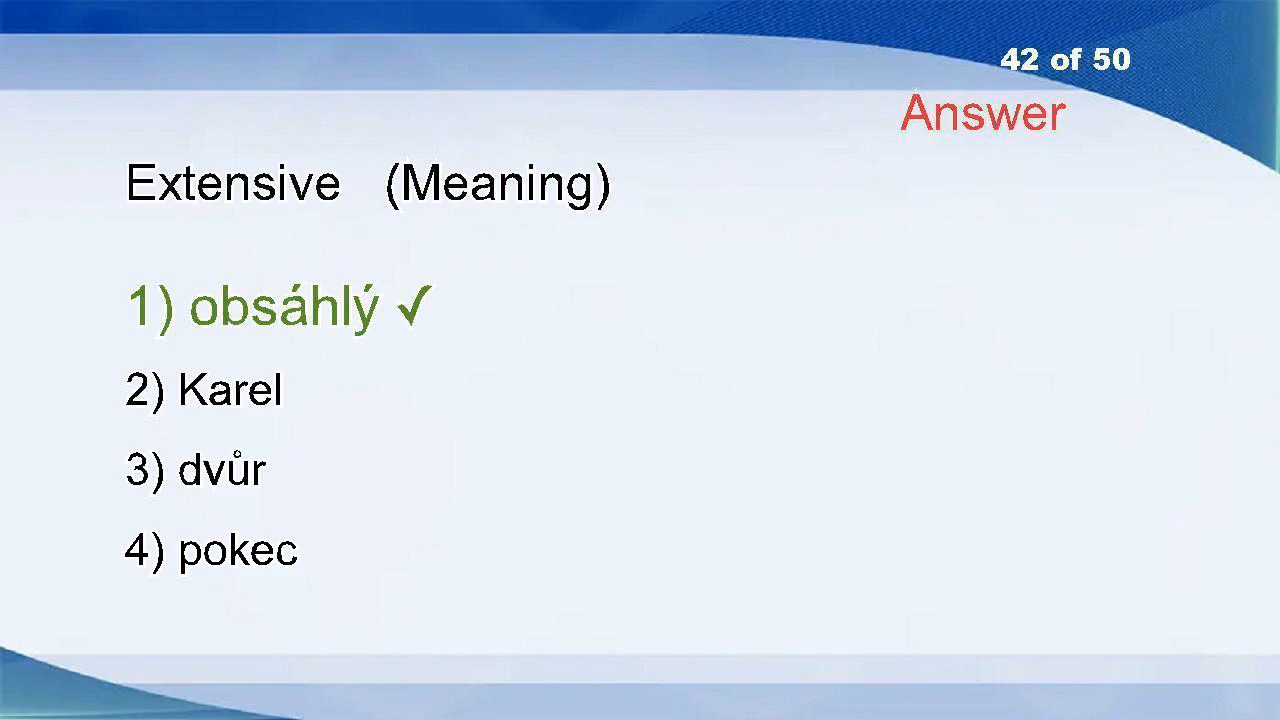 42 of 50
Answer
Extensive (Meaning)
1) obsáhlý ✓
2) Karel
3) dvůr
4) pokec